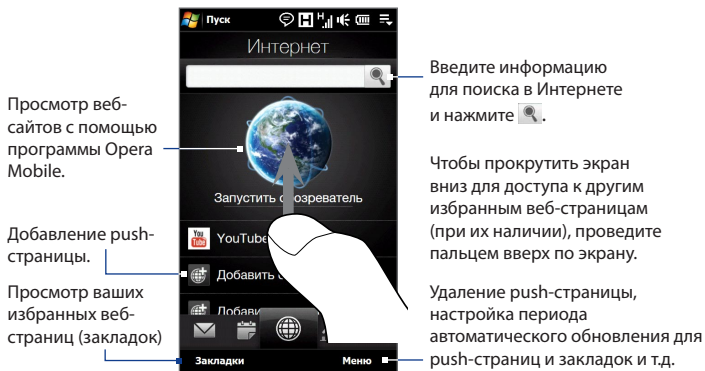 Пуск
Интернет
Запустить обозреватель
YouTube
Добавить
Закладки
Меню
Просмотр веб-
сайтов с помощью
программы Opera
Mobile.
Добавление push-
страницы.
Просмотр ваших
избранных веб-
страниц (закладок)
Введите информацию
для поиска в Интернете
и нажмите .
Чтобы прокрутить экран
вниз для доступа к другим
избранным веб-страницам
(при их наличии), проведите
пальцем вверх по экрану.
Удаление push-страницы,
настройка периода
автоматического обновления для
push-страниц и закладок и т.д.